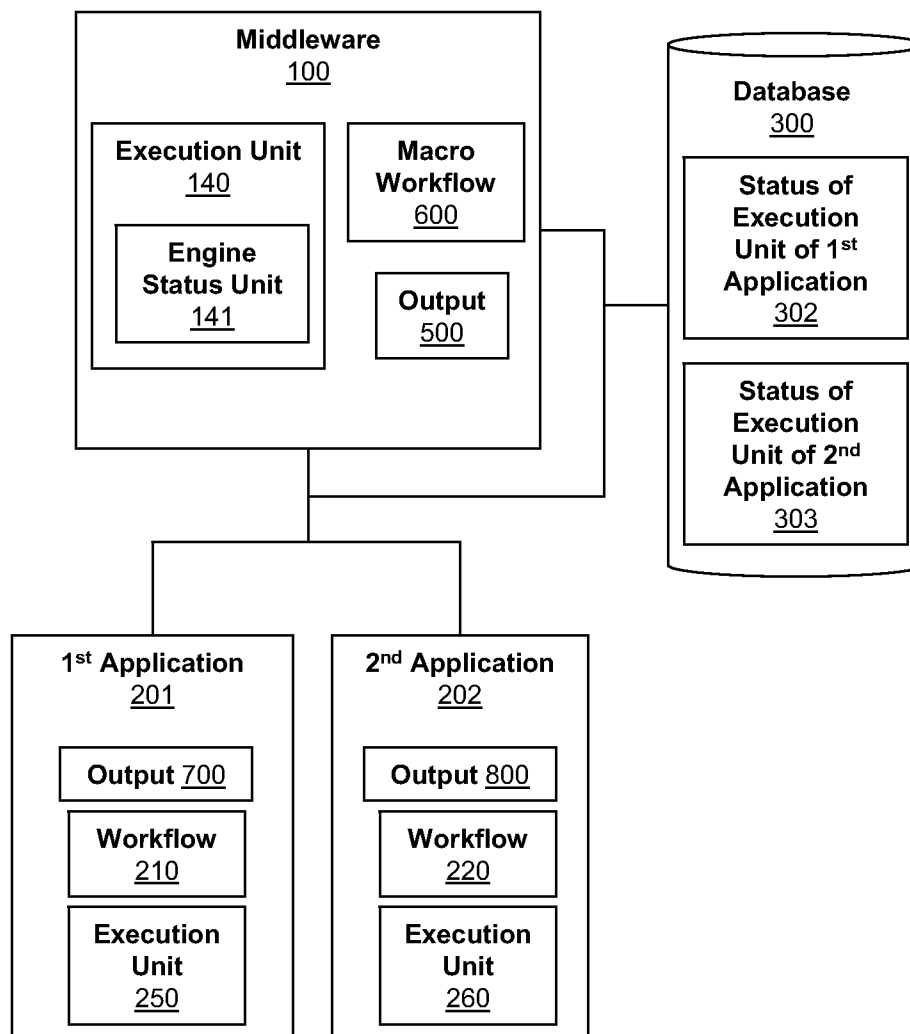 Middleware
100
Execution Unit
140
Engine
Status Unit
141
Macro
Workflow
600
Output
500
Database
300
Status of
Execution
Unit of 1st
Application
302
Status of
Execution
Unit of 2nd
Application
303
1st Application
201
Output 700
Workflow
210
Execution
Unit
250
2nd Application
202
Output 800
Workflow
220
Execution
Unit
260